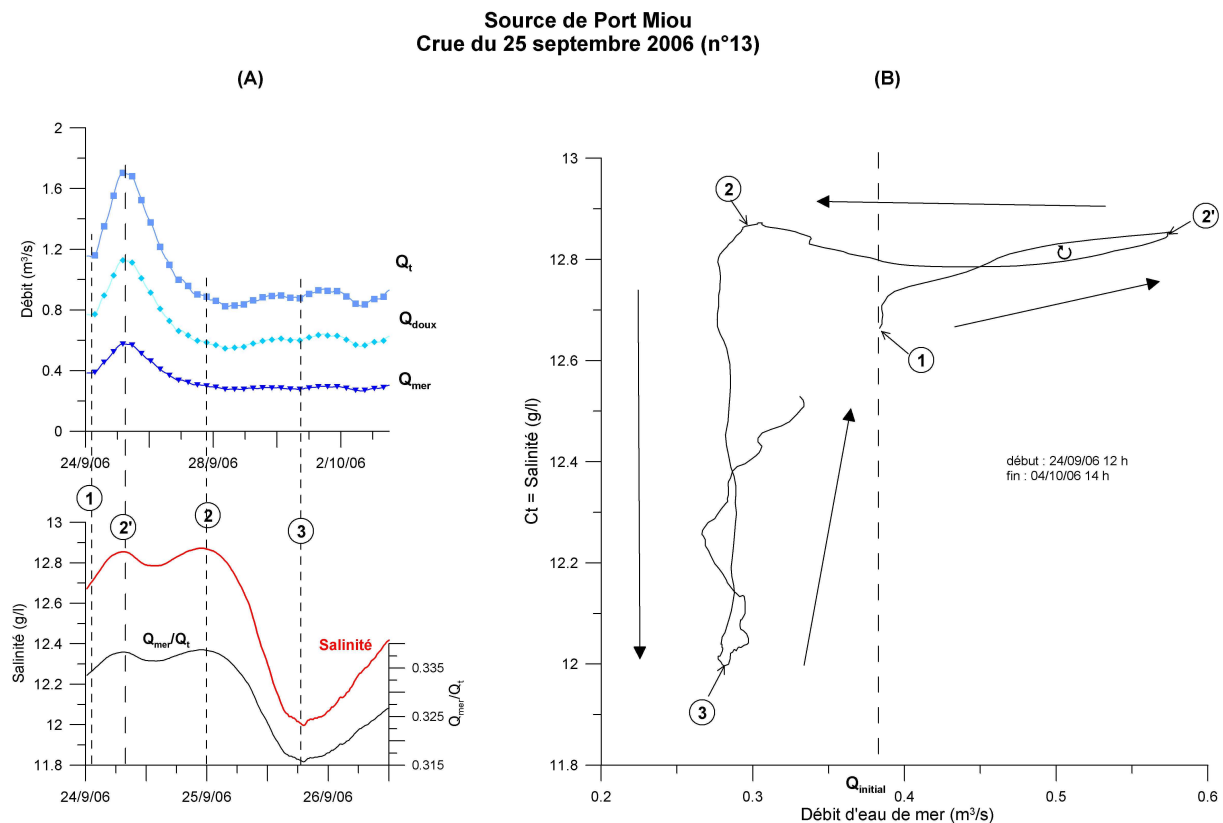 Source de Port Miou
Crue du 25 septembre 2006 (n°13)
(A)
Débit (m³/s)
2
1.6
1.2
0.8
0.4
0
Qt
Qdoux
Qmer
24/9/06 28/9/06 2/10/06
1
2'
2
3
Salinité (g/l)
13
12.8
12.6
12.4
12.2
12
11.8
Qmer/Qt
Salinité
0.335
0.325
0.315
Qmer/Qt
24/9/06 25/9/06 26/9/06
(B)
Ct = Salinité (g/l)
13
12.8
12.6
12.4
12.2
12
11.8
2
2'
1
3
début : 24/09/06 12 h
fin : 04/10/06 14 h
Qinitial
0.2 0.3 0.4 0.5 0.6
Débit d'eau de mer (m³/s)